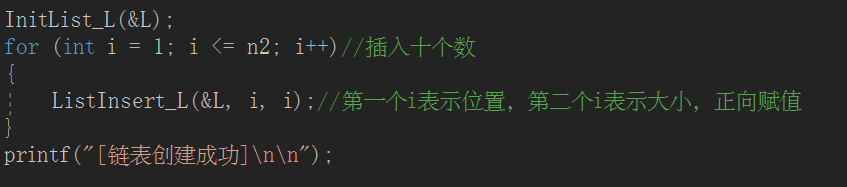 InitList_L(&L);
for (int i = 1; i <= n2; i++)//插入十个数
{
ListInsert_L(&L, i, i);//第一个i表示位置，第二个i表示大小，正向赋值
}
printf("[链表创建成功]\n\n");